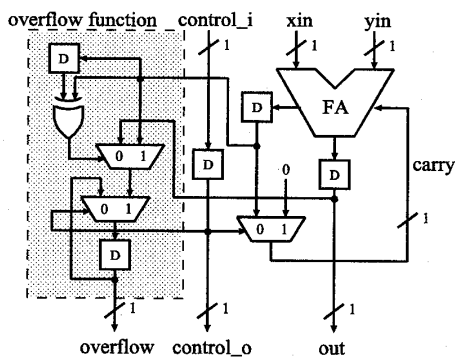 overflow function control_i xin yin
1 1 1
D
D FA
0 1 D D carry
0
0 1 0 1 1
D
1 1 1
overflow control_o out